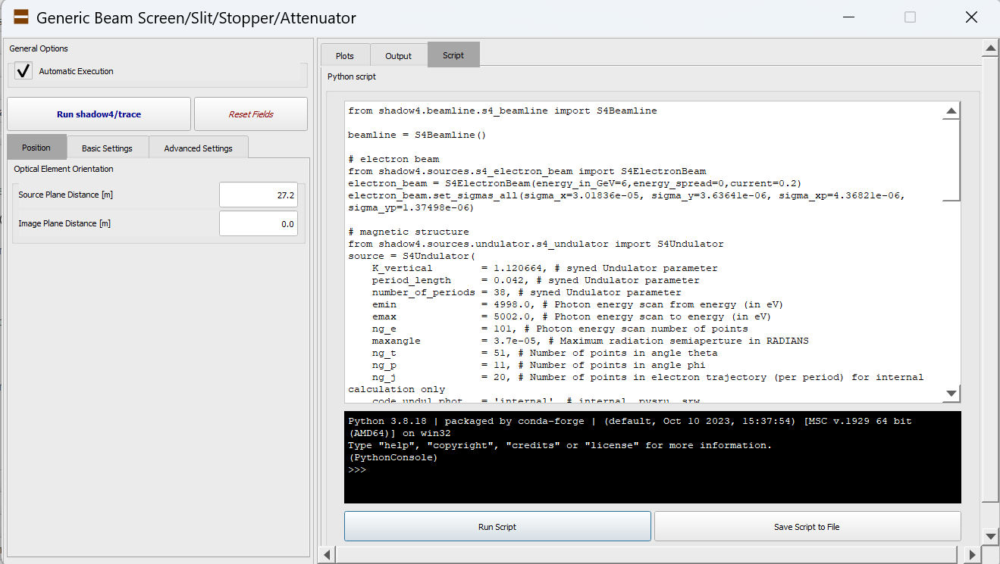 Generic Beam Screen/Slit/Stopper/Attenuator
General Options
Automatic Execution
Run shadow4/trace
Reset Fields
Position
Basic Settings
Advanced Settings
Optical Element Orientation
Source Plane Distance [m]
27.2
Image Plane Distance [m]
0.0
Plots
Output
Script
Python script
from shadow4.beamline.s4_beamline import S4Beamline
beamline = S4Beamline()
# electron beam
from shadow4.sources.s4_electron_beam import S4ElectronBeam
electron_beam = S4ElectronBeam(energy_in_GeV=6,energy_spread=0,current=0.2)
electron_beam.set_sigmas_all(sigma_x=3.01836e-05, sigma_y=3.63641e-06, sigma_xp=4.36821e-06,
sigma_yp=1.37498e-06)
# magnetic structure
from shadow4.sources.undulator.s4_undulator import S4Undulator
source = S4Undulator(
K_vertical        = 1.120664, # syned Undulator parameter
period_length     = 0.042, # syned Undulator parameter
number_of_periods = 38, # syned Undulator parameter
emin              = 4998.0, # Photon energy scan from energy (in eV)
emax              = 5002.0, # Photon energy scan to energy (in eV)
ng_e              = 101, # Photon energy scan number of points
maxangle          = 3.7e-05, # Maximum radiation semiaperture in RADIANS
ng_t              = 51, # Number of points in angle theta
ng_p              = 11, # Number of points in angle phi
ng_j              = 20, # Number of points in electron trajectory (per period) for internal
calculation only
code_undul_phot   = 'internal', # internal, pysru, srw
Python 3.8.18 | packaged by conda-forge | (default, Oct 10 2023, 15:37:54) [MSC v.1929 64 bit
(AMD64)] on win32
Type "help", "copyright", "credits" or "license" for more information.
(PythonConsole)
>>>
Run Script
Save Script to File